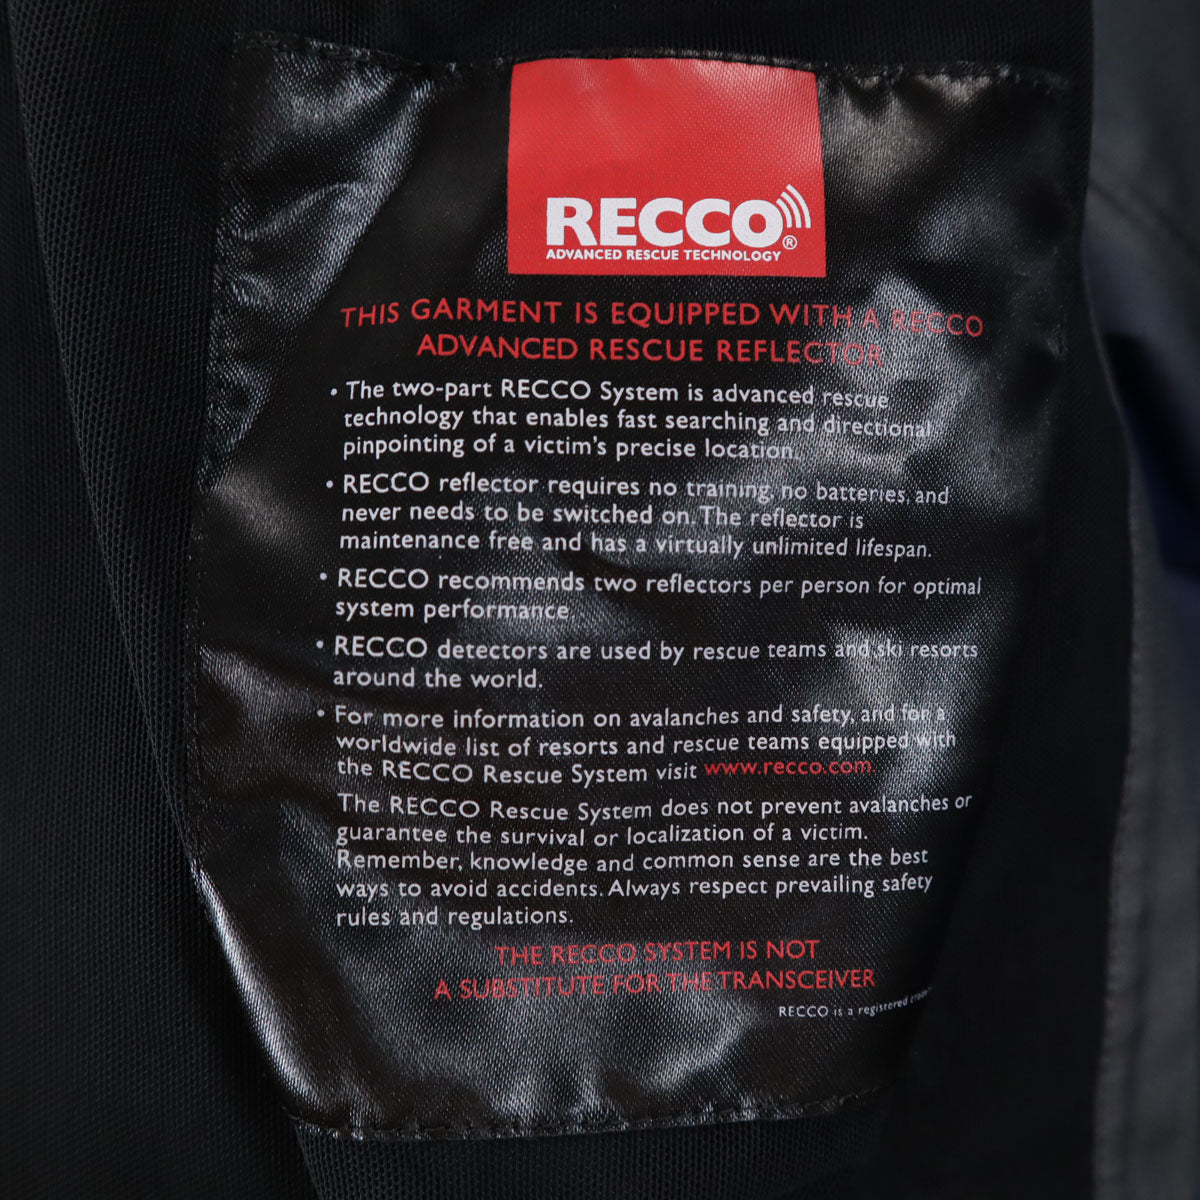 RECCO®
ADVANCED RESCUE TECHNOLOGY
THIS GARMENT IS EQUIPPED WITH A RECCO
ADVANCED RESCUE REFLECTOR
• The two-part RECCO System is advanced rescue
technology that enables fast searching and directional
pinpointing of a victim's precise location.
• RECCO reflector requires no training, no batteries, and
never needs to be switched on. The reflector is
maintenance free and has a virtually unlimited lifespan.
• RECCO recommends two reflectors per person for optimal
system performance.
• RECCO detectors are used by rescue teams and ski resorts
around the world.
• For more information on avalanches and safety, and for a
worldwide list of resorts and rescue teams equipped with
the RECCO Rescue System visit www.recco.com.
The RECCO Rescue System does not prevent avalanches or
guarantee the survival or localization of a victim.
Remember, knowledge and common sense are the best
ways to avoid accidents. Always respect prevailing safety
rules and regulations.
THE RECCO SYSTEM IS NOT
A SUBSTITUTE FOR THE TRANSCEIVER
RECCO is a registered